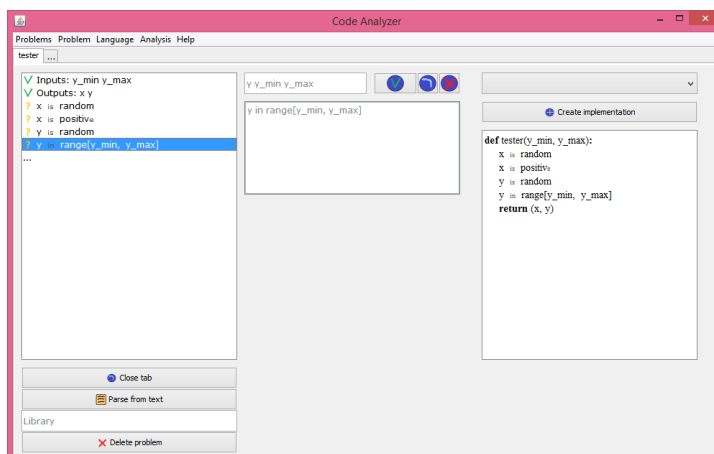 Code Analyzer
Problems Problem Language Analysis Help
tester ...
Inputs: y_min y_max
Outputs: x y
? x is random
? x is positive
? y is random
? y in range[y_min, y_max]
...
Close tab
Parse from text
Library
Delete problem
y y_min y_max
y in range[y_min, y_max]
Create implementation
def tester(y_min, y_max):
x is random
x is positive
y is random
y in range[y_min, y_max]
return (x, y)